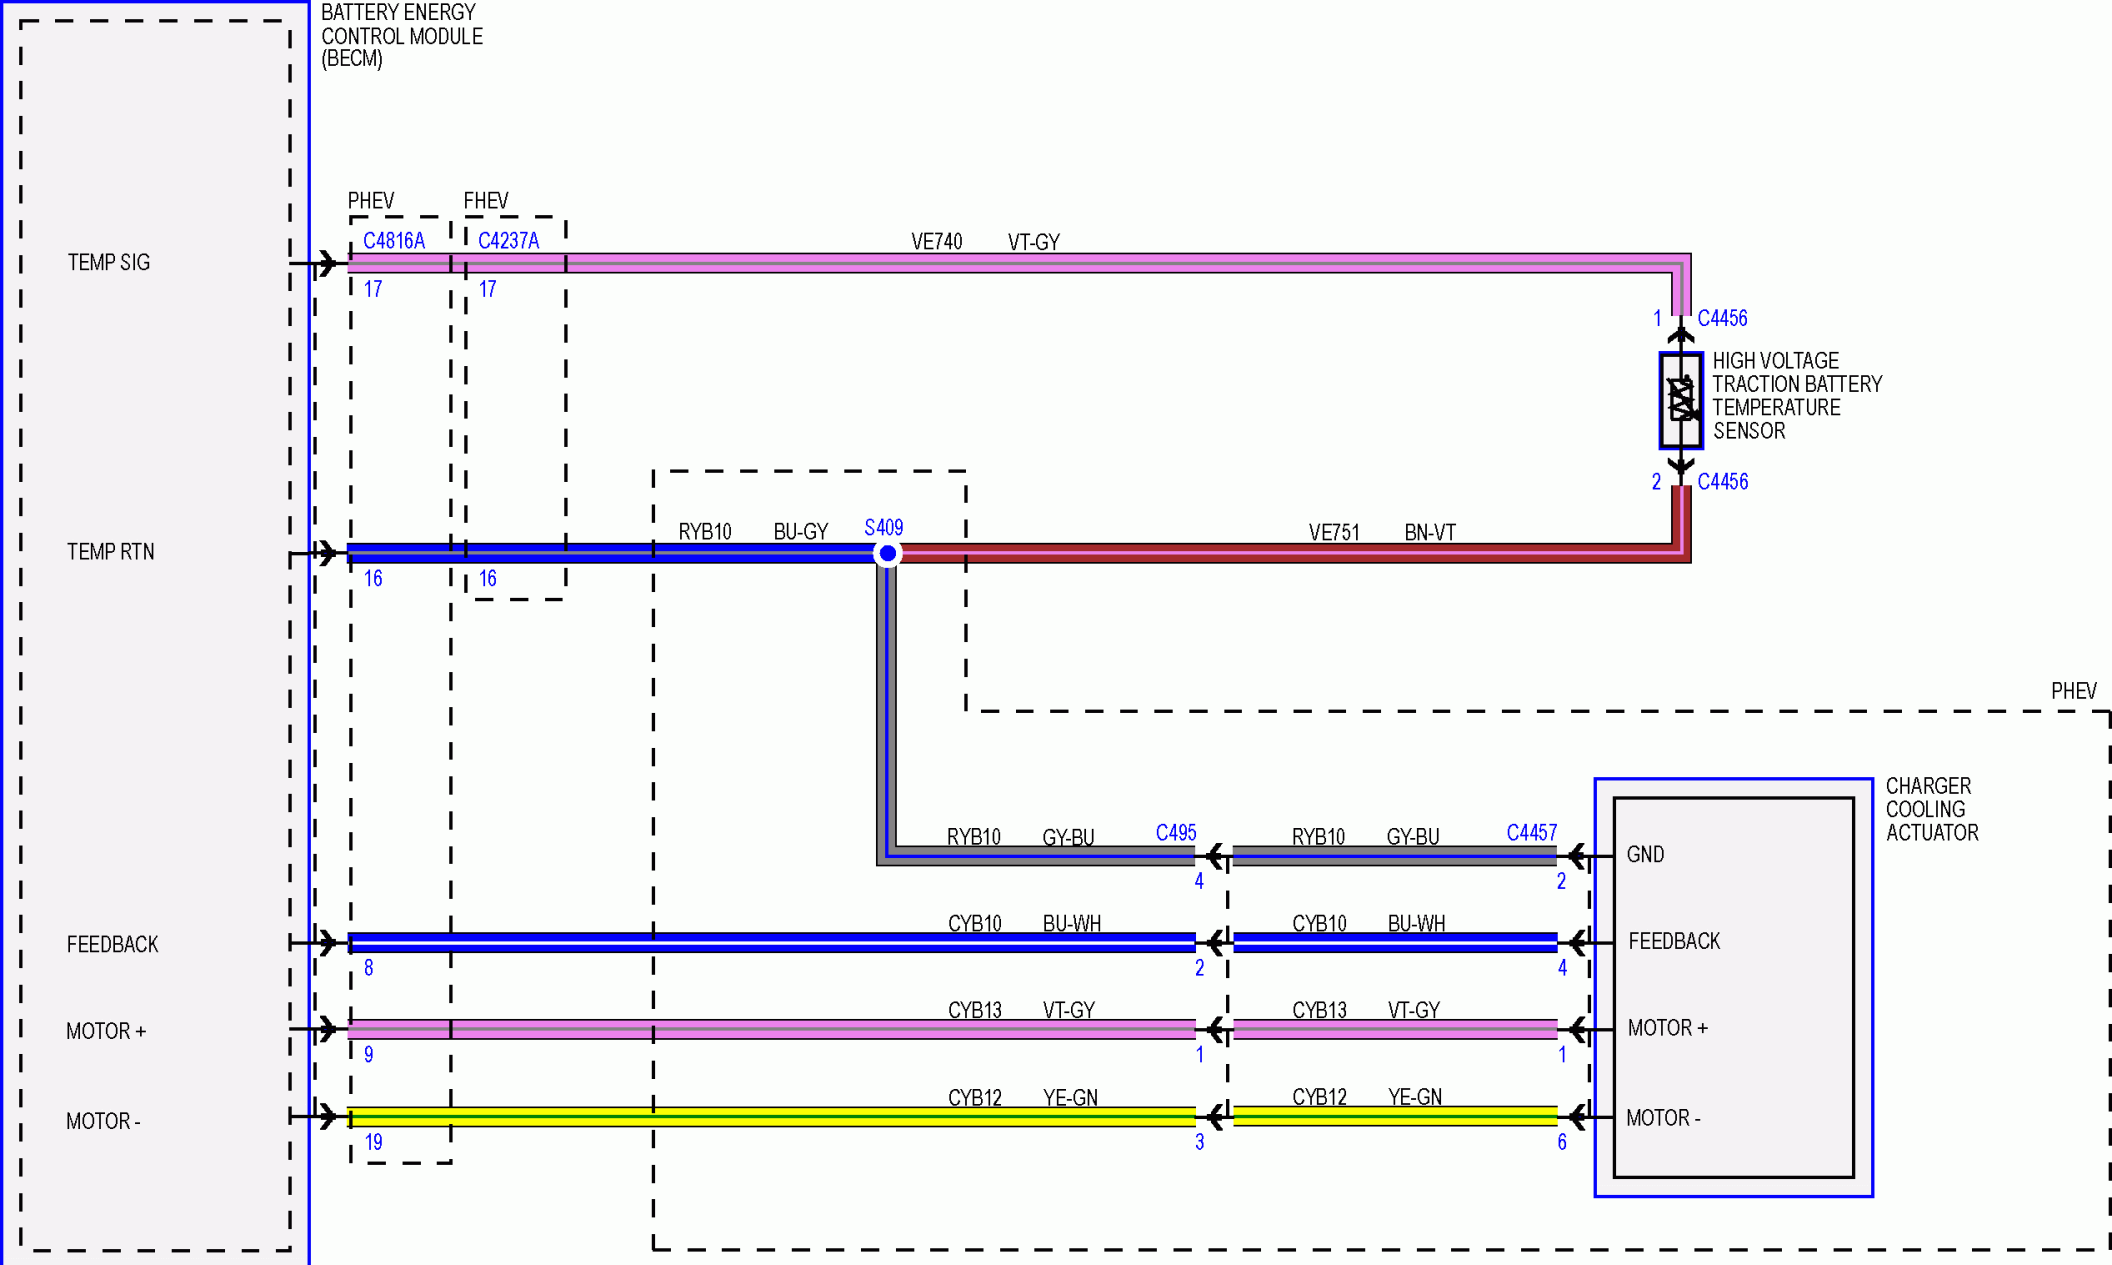 BATTERY ENERGY
CONTROL MODULE
(BECM)
PHEV
FHEV
C4816A
C4237A
VE740
VT-GY
TEMP SIG
17
17
1
C4456
HIGH VOLTAGE
TRACTION BATTERY
TEMPERATURE
SENSOR
2
C4456
RYB10
BU-GY
S409
VE751
BN-VT
TEMP RTN
16
16
PHEV
CHARGER
COOLING
ACTUATOR
RYB10
GY-BU
C495
RYB10
GY-BU
C4457
GND
4
2
CYB10
BU-WH
CYB10
BU-WH
FEEDBACK
FEEDBACK
8
2
4
CYB13
VT-GY
CYB13
VT-GY
MOTOR +
MOTOR +
9
1
1
CYB12
YE-GN
CYB12
YE-GN
MOTOR -
MOTOR -
19
3
6